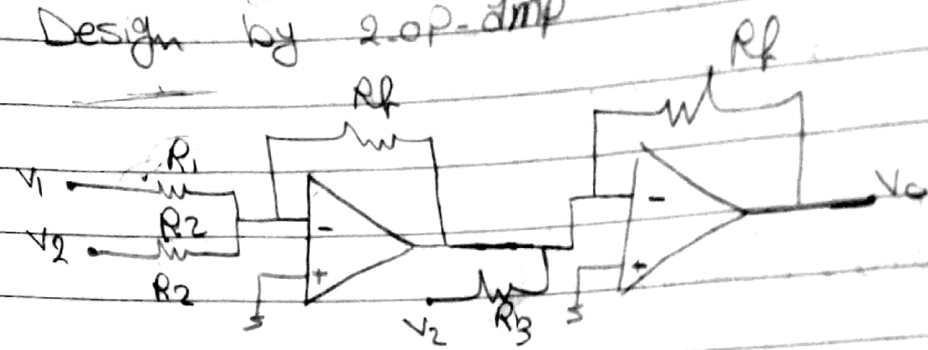 Design by 2-op-amp
Rf
Rf
R1
V1
-
-
Vo
R2
V2
+
+
R2
V2
R3